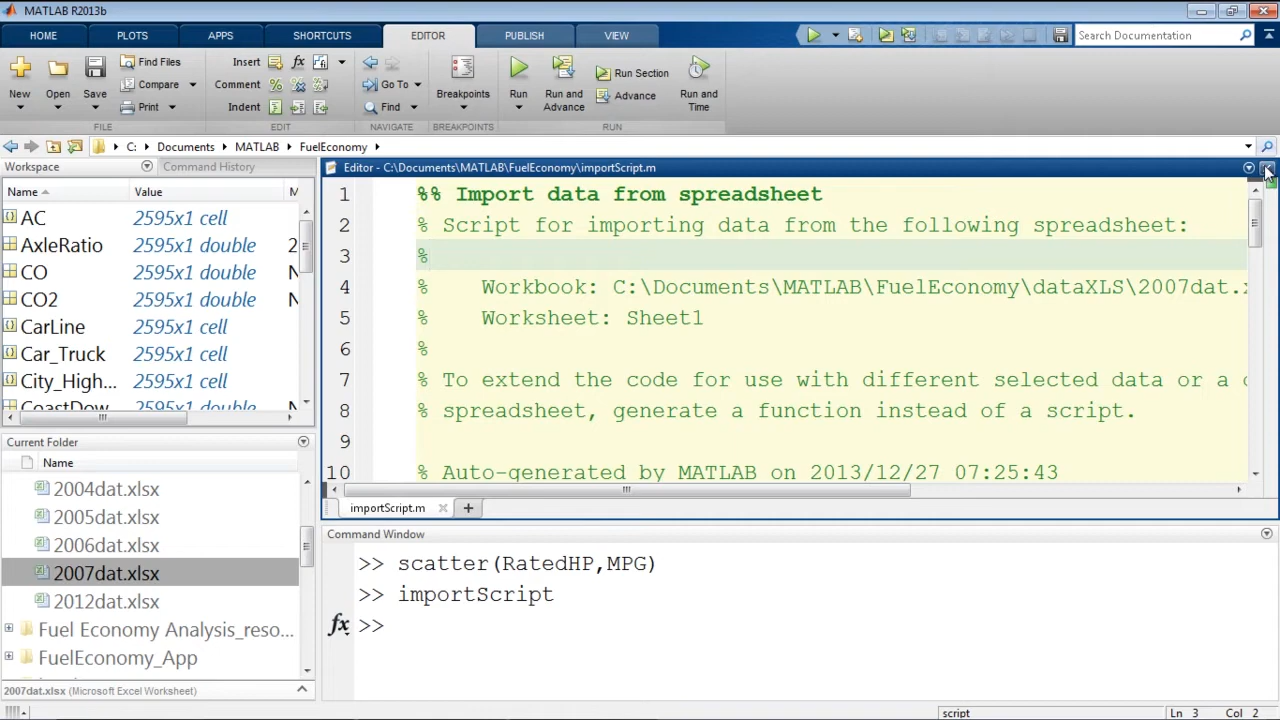 MATLAB R2013b
HOME PLOTS APPS SHORTCUTS EDITOR PUBLISH VIEW Search Documentation
New Open Save Find Files Compare Print
FILE
Insert fx
Comment
Indent
EDIT
Go To
Find
NAVIGATE
Breakpoints
BREAKPOINTS
Run Run and Advance Run Section Advance Run and Time
RUN
C: Documents MATLAB FuelEconomy
Workspace Command History
Name Value M
AC 2595x1 cell
AxleRatio 2595x1 double 2
CO 2595x1 double N
CO2 2595x1 double N
CarLine 2595x1 cell
Car_Truck 2595x1 cell
City_High... 2595x1 cell
CoastDow... 2595x1 double N
Current Folder
Name
2004dat.xlsx
2005dat.xlsx
2006dat.xlsx
2007dat.xlsx
2012dat.xlsx
Fuel Economy Analysis_reso...
FuelEconomy_App
2007dat.xlsx (Microsoft Excel Worksheet)
Editor - C:\Documents\MATLAB\FuelEconomy\importScript.m
1 %% Import data from spreadsheet
2 % Script for importing data from the following spreadsheet:
3 %
4 % Workbook: C:\Documents\MATLAB\FuelEconomy\dataXLS\2007dat.x
5 % Worksheet: Sheet1
6 %
7 % To extend the code for use with different selected data or a
8 % spreadsheet, generate a function instead of a script.
9
10 % Auto-generated by MATLAB on 2013/12/27 07:25:43
importScript.m
Command Window
>> scatter(RatedHP,MPG)
>> importScript
fx >>
script Ln 3 Col 2